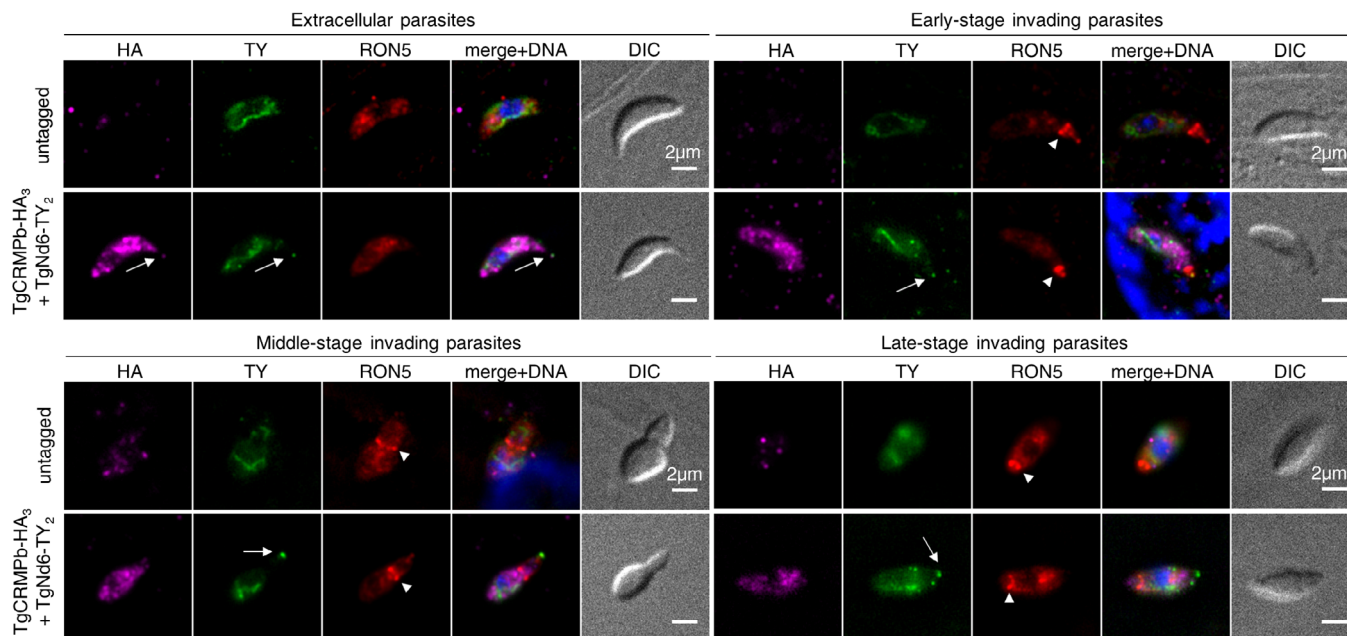 Extracellular parasites
Early-stage invading parasites
HA TY RON5 merge+DNA DIC
HA TY RON5 merge+DNA DIC
untagged
2µm
2µm
TgCRMPb-HA₃
+ TgNd6-TY₂
Middle-stage invading parasites
Late-stage invading parasites
HA TY RON5 merge+DNA DIC
HA TY RON5 merge+DNA DIC
untagged
2µm
2µm
TgCRMPb-HA₃
+ TgNd6-TY₂